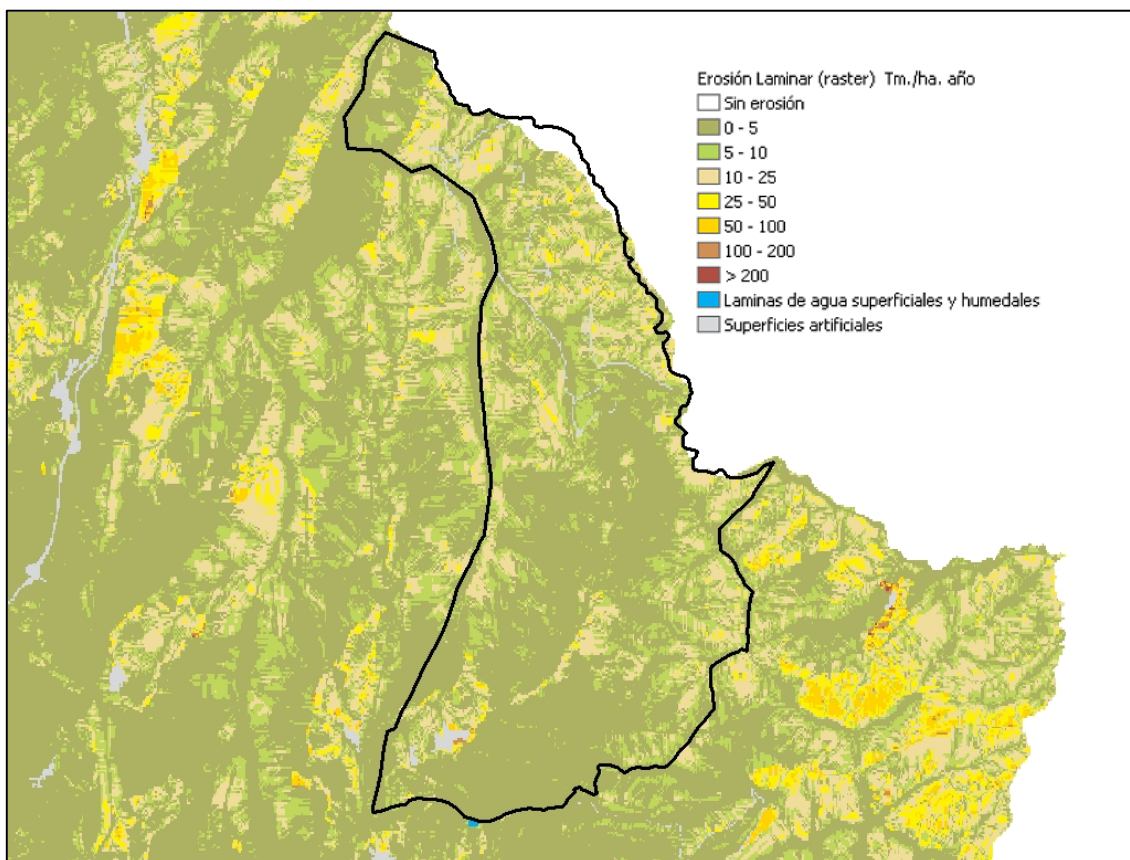 Erosión Laminar (raster) Tm./ha. año
Sin erosión
0 - 5
5 - 10
10 - 25
25 - 50
50 - 100
100 - 200
> 200
Laminas de agua superficiales y humedales
Superficies artificiales